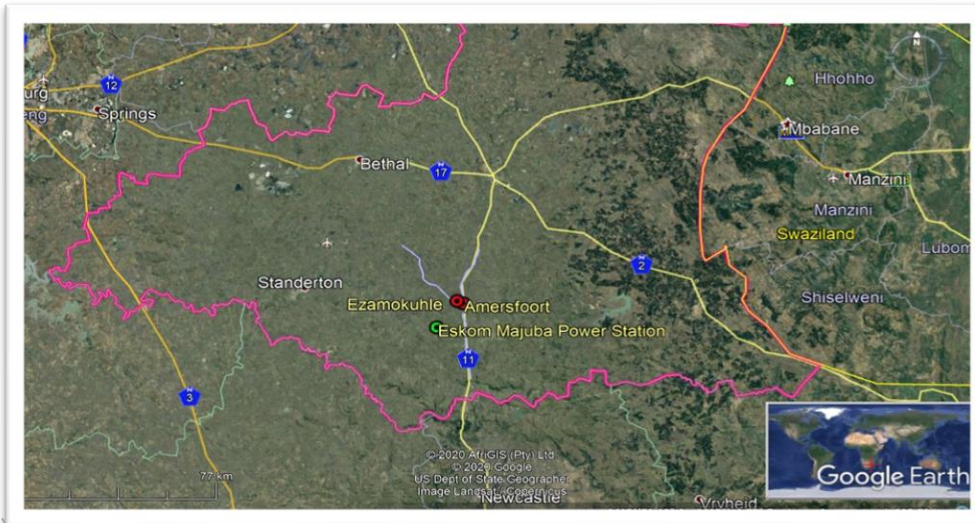 N
12
Hhohho
urg
eng
Springs
Mbabane
Bethal
N
17
Manzini
Manzini
Swaziland
Lubom
N
2
Standerton
Shiselweni
Ezamokuhle
Amersfoort
Eskom Majuba Power Station
N
11
N
3
© 2020 AfriGIS (Pty) Ltd
© 2020 Google
US Dept of State Geographer
Image Landsat / Copernicus
77 km
Newcastle
Vryheid
Google Earth